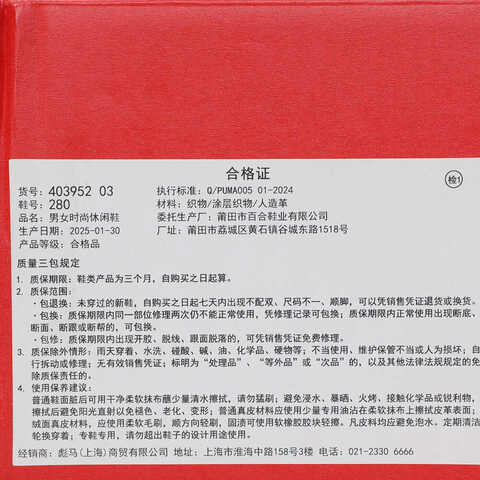 合格证
检1
货号: 403952 03
鞋号: 280
品名: 男女时尚休闲鞋
生产日期: 2025-01-30
产品等级: 合格品
执行标准: Q/PUMA005 01-2024
材料: 织物/涂层织物/人造革
委托生产厂: 莆田市百合鞋业有限公司
厂址: 莆田市荔城区黄石镇谷城东路1518号
质量三包规定
1. 质保期限: 鞋类产品为三个月，自购买之日起算。
2. 质保范围:
・包退换: 未穿过的新鞋，自购买之日起七天内出现不配双、尺码不一、顺脚，可以凭销售凭证退货或换货。
・包换: 质保期限内同一部位修理两次仍不能正常使用，凭修理记录可包换; 质保期限内正常使用出现断底、
断面、断跟或断帮的，可包换。
・包修: 质保期内出现开胶、脱线、跟面脱落的，可凭销售凭证免费修理。
3. 质保除外情形: 雨天穿着、水洗、碰酸、碱、油、化学品、硬物等; 不当使用、维护保管不当或人为损坏; 自
行拆动或修理; 无有效销售凭证; 标明为“处理品”、“等外品”或“次品”的，以及其他法律法规规定的免
除质保责任的。
4. 使用保养建议:
普通鞋面脏后可用干净柔软抹布蘸少量清水擦拭，请勿猛刷; 避免浸水、暴晒、火烤、接触化学品或锐利物，
擦拭后避免阳光直射以免褪色、老化、变形; 普通真皮材料应使用少量专用油沾在柔软抹布上擦拭皮革表面;
绒面真皮材料，应使用柔软毛刷，顺方向轻刷，固渍可使用软橡胶胶块轻擦。凡皮料均应避免泡水。定期清洁、
轮换穿着; 专鞋专用，请勿超出鞋子的设计用途使用。
经销商: 彪马(上海)商贸有限公司 地址: 上海市淮海中路158号3楼 电话: 021-2330 6666